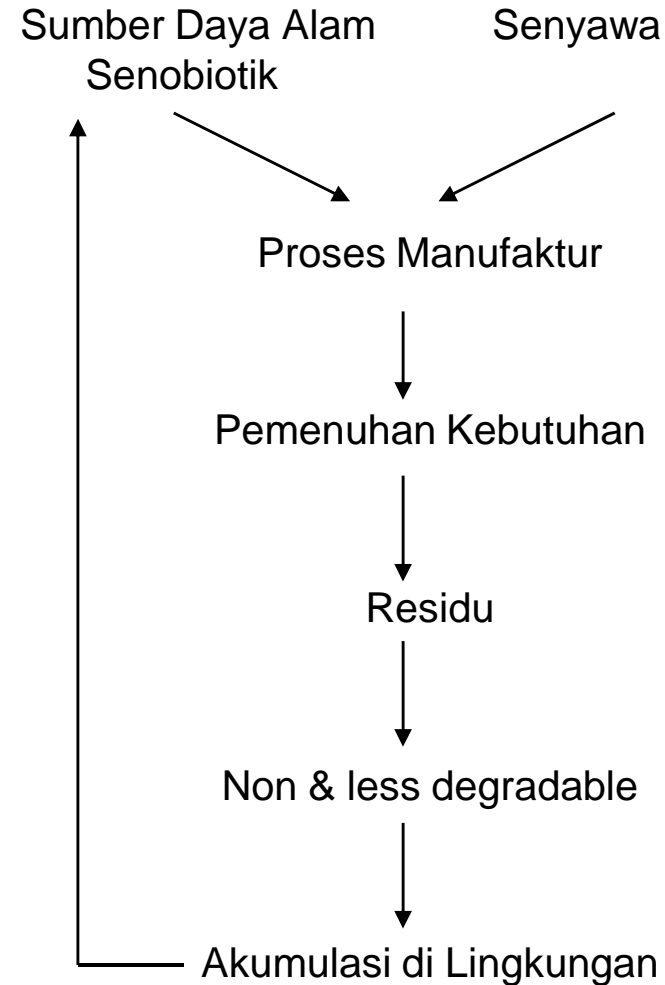 Sumber Daya Alam Senyawa
Senobiotik
Proses Manufaktur
Pemenuhan Kebutuhan
Residu
Non & less degradable
Akumulasi di Lingkungan